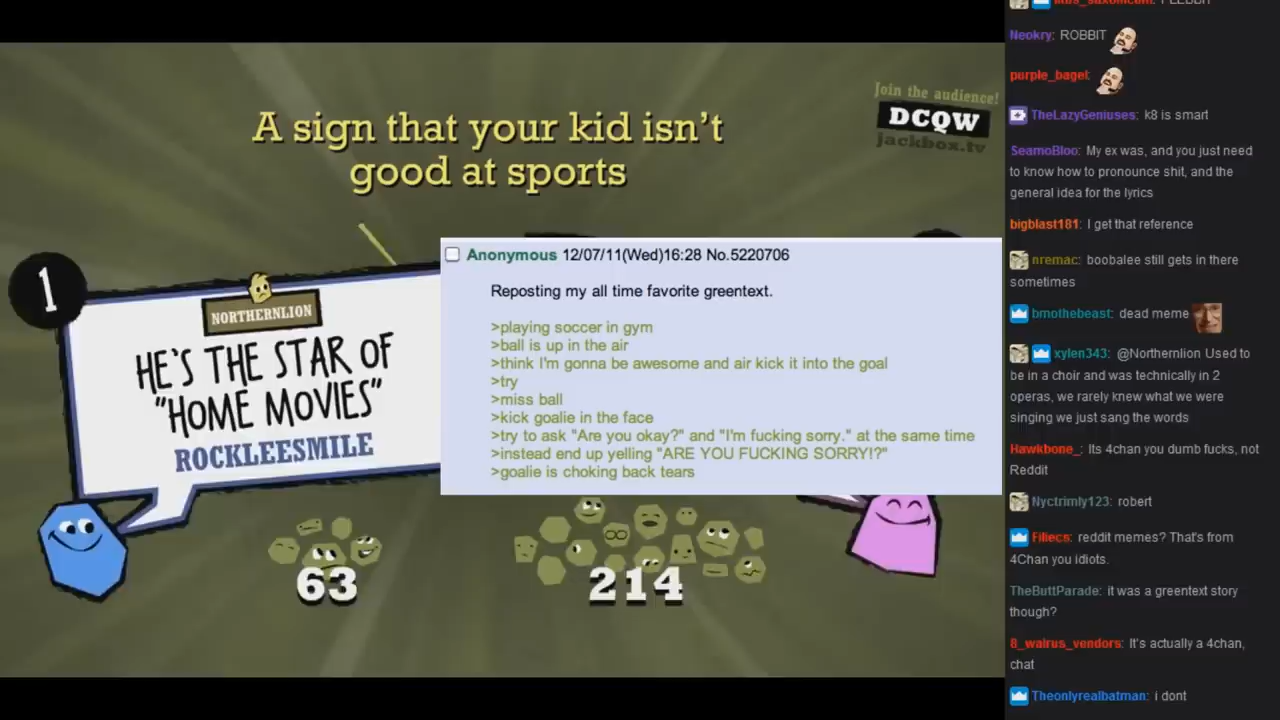 A sign that your kid isn't
good at sports
Join the audience!
DCQW
jackbox.tv
1
NORTHERNLION
HE'S THE STAR OF
"HOME MOVIES"
ROCKLEESMILE
63
214
Anonymous 12/07/11(Wed)16:28 No.5220706
Reposting my all time favorite greentext.
>playing soccer in gym
>ball is up in the air
>think I'm gonna be awesome and air kick it into the goal
>try
>miss ball
>kick goalie in the face
>try to ask "Are you okay?" and "I'm fucking sorry." at the same time
>instead end up yelling "ARE YOU FUCKING SORRY!?"
>goalie is choking back tears
Neokry: ROBBIT
purple_bagel:
TheLazyGeniuses: k8 is smart
SeamoBloo: My ex was, and you just need
to know how to pronounce shit, and the
general idea for the lyrics
bigblast181: I get that reference
nremac: boobalee still gets in there
sometimes
bmothebeast: dead meme
xylen343: @Northernlion Used to
be in a choir and was technically in 2
operas, we rarely knew what we were
singing we just sang the words
Hawkbone_: Its 4chan you dumb fucks, not
Reddit
Nyctrimly123: robert
Filiecs: reddit memes? That's from
4Chan you idiots.
TheButtParade: it was a greentext story
though?
8_walrus_vendors: It's actually a 4chan,
chat
Theonlyrealbatman: i dont